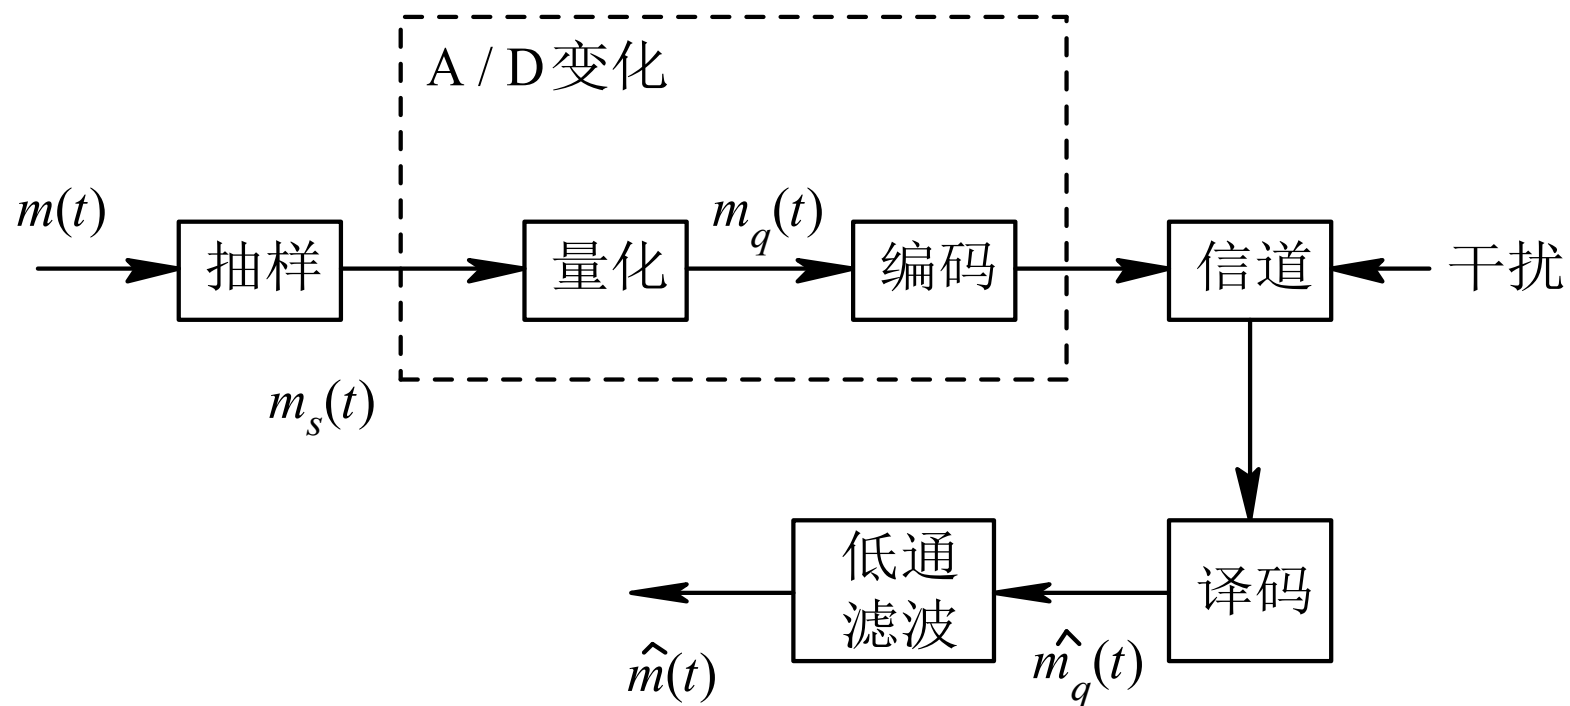 A / D变化
m(t)
抽样
量化
m_q(t)
编码
信道
干扰
m_s(t)
低通
滤波
译码
m̂(t)
m̂_q(t)